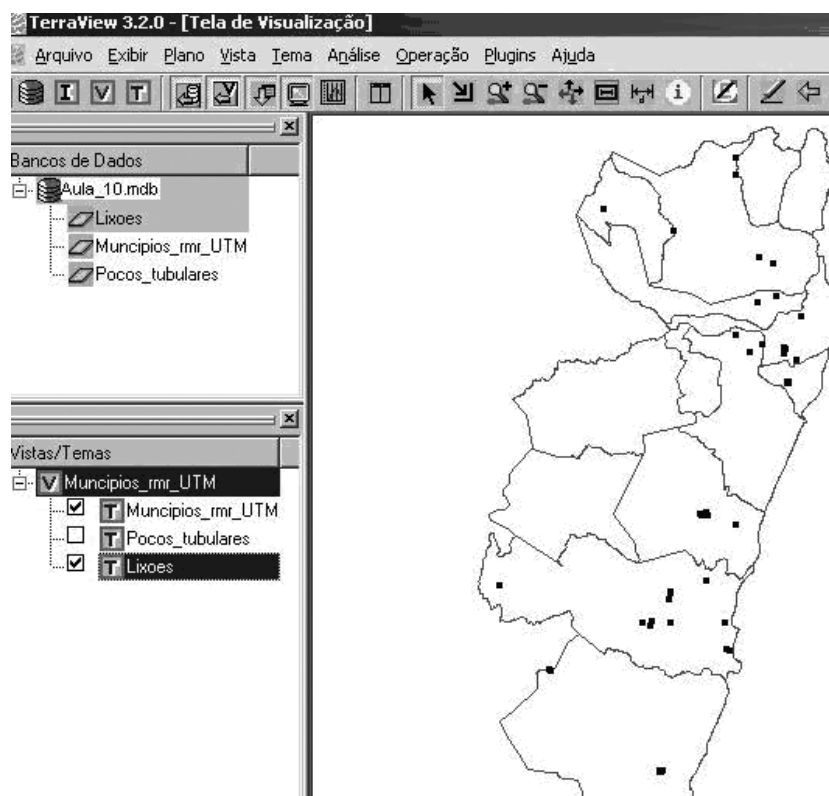 TerraView 3.2.0 - [Tela de Visualização]
Arquivo Exibir Plano Vista Tema Análise Operação Plugins Ajuda
I V T
i
Bancos de Dados
Aula_10.mdb
Lixoes
Muncipios_rmr_UTM
Pocos_tubulares
Vistas/Temas
V Muncipios_rmr_UTM
T Muncipios_rmr_UTM
T Pocos_tubulares
T Lixoes